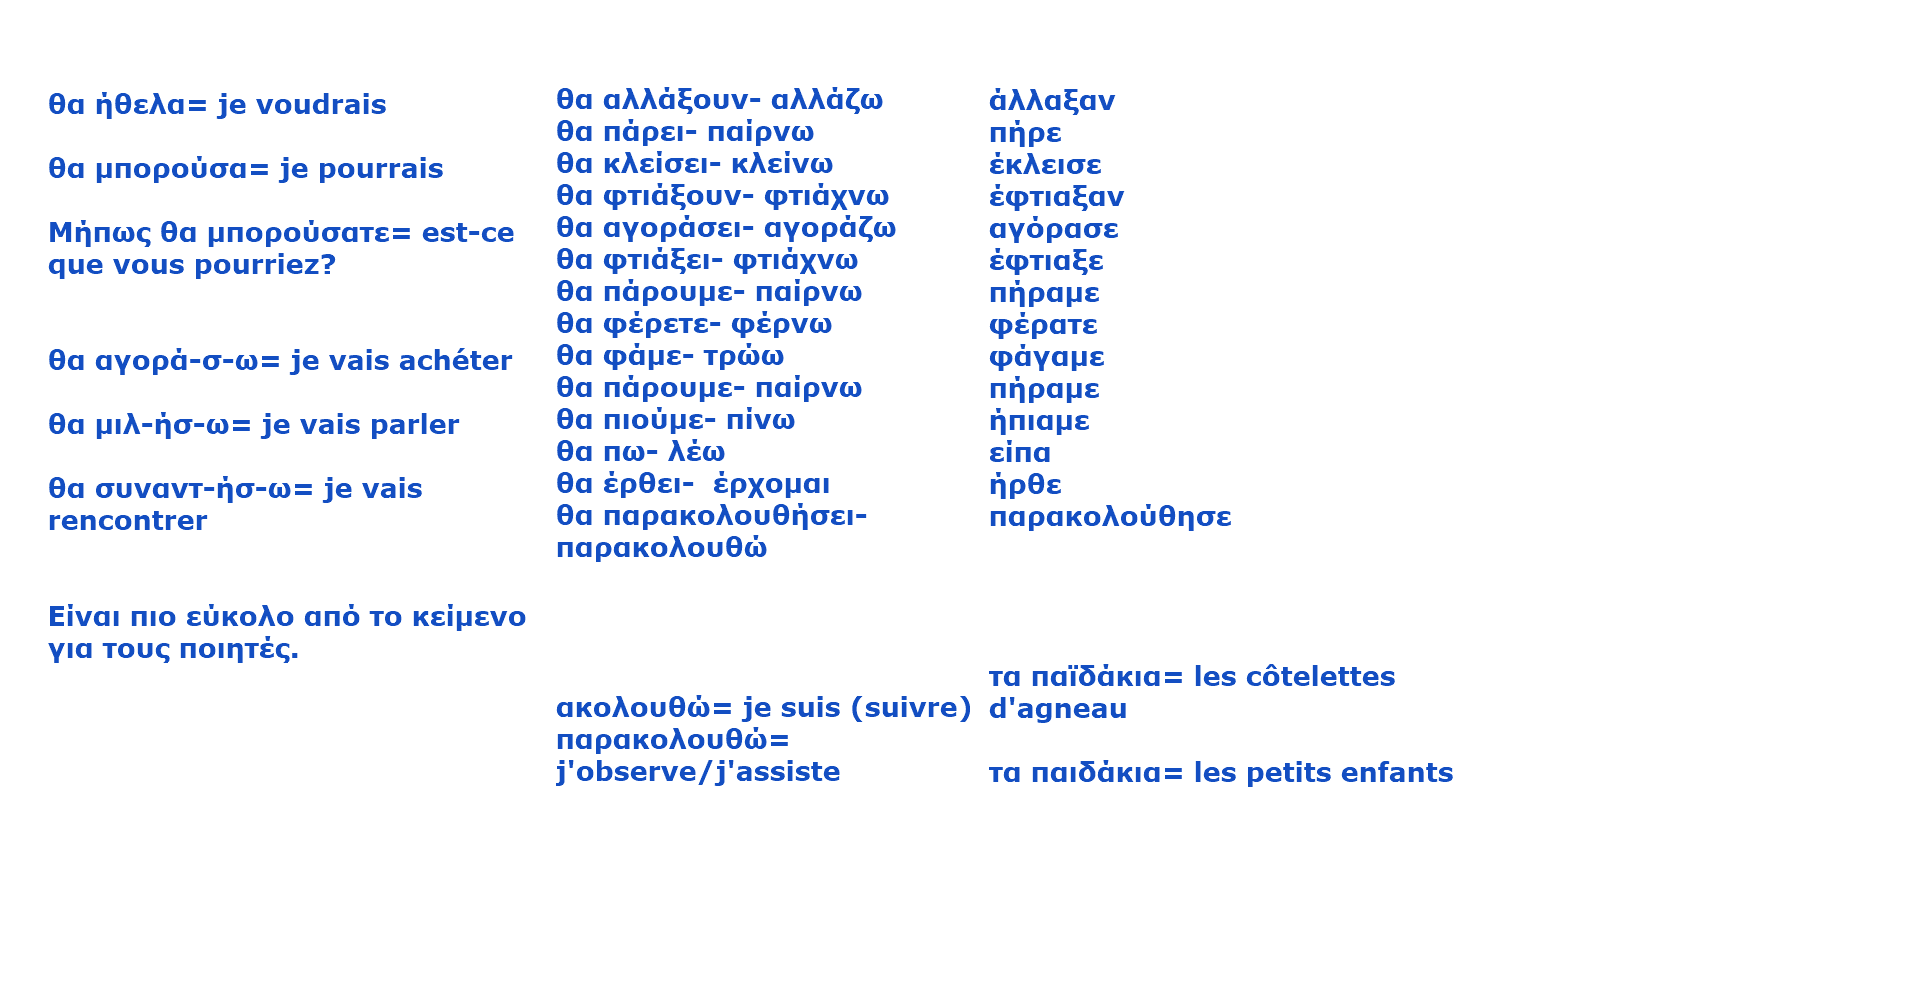 θα ήθελα= je voudrais
θα μπορούσα= je pourrais
Μήπως θα μπορούσατε= est-ce
que vous pourriez?
θα αγορά-σ-ω= je vais achéter
θα μιλ-ήσ-ω= je vais parler
θα συναντ-ήσ-ω= je vais
rencontrer
Είναι πιο εύκολο από το κείμενο
για τους ποιητές.
θα αλλάξουν- αλλάζω
θα πάρει- παίρνω
θα κλείσει- κλείνω
θα φτιάξουν- φτιάχνω
θα αγοράσει- αγοράζω
θα φτιάξει- φτιάχνω
θα πάρουμε- παίρνω
θα φέρετε- φέρνω
θα φάμε- τρώω
θα πάρουμε- παίρνω
θα πιούμε- πίνω
θα πω- λέω
θα έρθει-  έρχομαι
θα παρακολουθήσει-
παρακολουθώ
ακολουθώ= je suis (suivre)
παρακολουθώ=
j'observe/j'assiste
άλλαξαν
πήρε
έκλεισε
έφτιαξαν
αγόρασε
έφτιαξε
πήραμε
φέρατε
φάγαμε
πήραμε
ήπιαμε
είπα
ήρθε
παρακολούθησε
τα παϊδάκια= les côtelettes
d'agneau
τα παιδάκια= les petits enfants